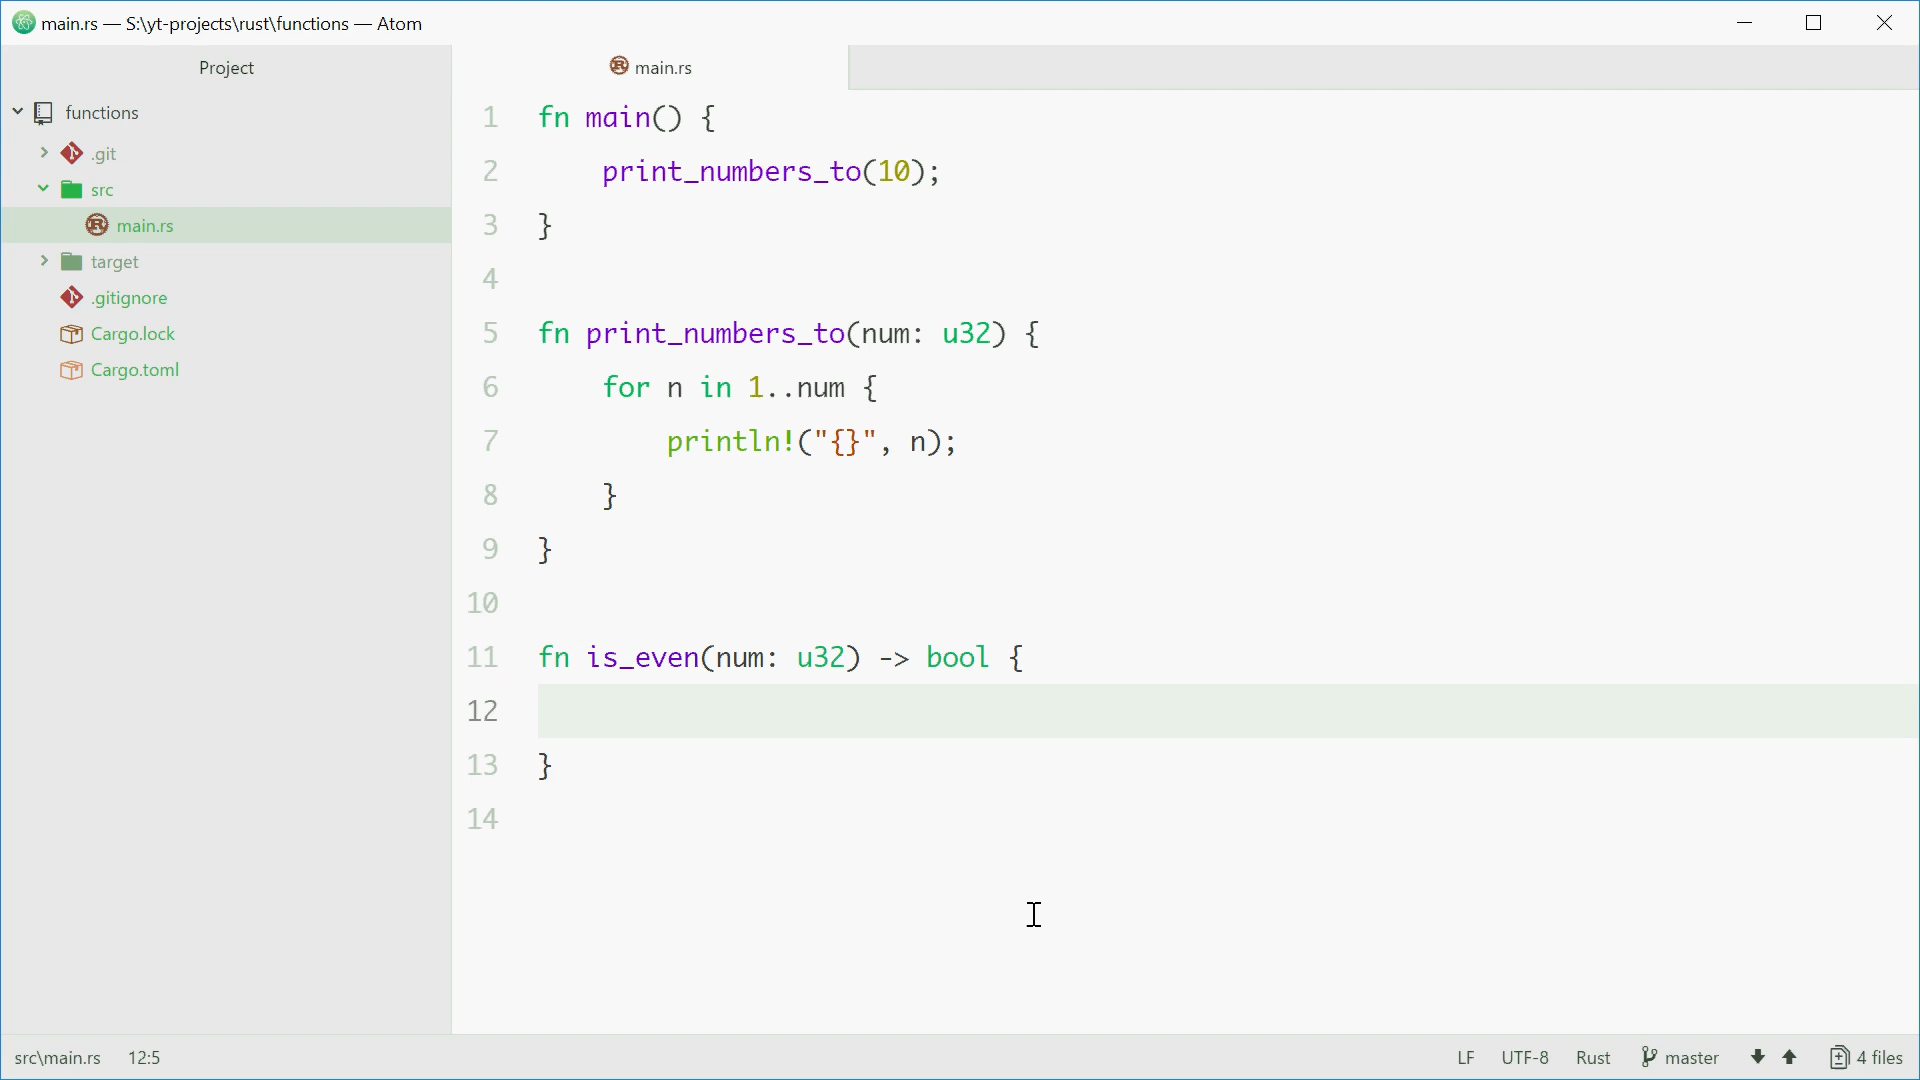 main.rs — S:\yt-projects\rust\functions — Atom
Project
functions
.git
src
main.rs
target
.gitignore
Cargo.lock
Cargo.toml
main.rs
1 fn main() {
2     print_numbers_to(10);
3 }
4
5 fn print_numbers_to(num: u32) {
6     for n in 1..num {
7         println!("{}", n);
8     }
9 }
10
11 fn is_even(num: u32) -> bool {
12
13 }
14
src\main.rs 12:5 LF UTF-8 Rust master 4 files